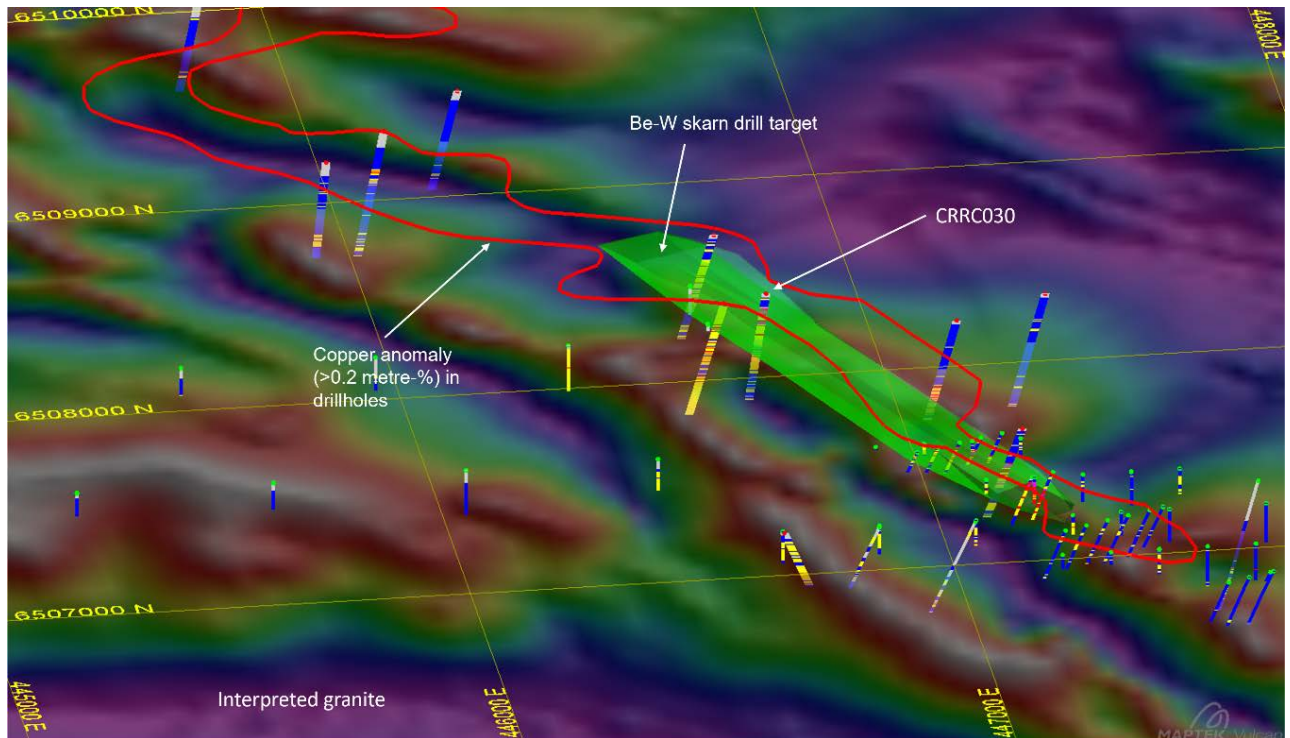 6510000 N
448000 E
Be-W skarn drill target
CRRC030
6509000 N
Copper anomaly
(>0.2 metre-%) in
drillholes
6508000 N
6507000 N
445000 E
Interpreted granite
446000 E
447000 E
MAPTEK Vulcan